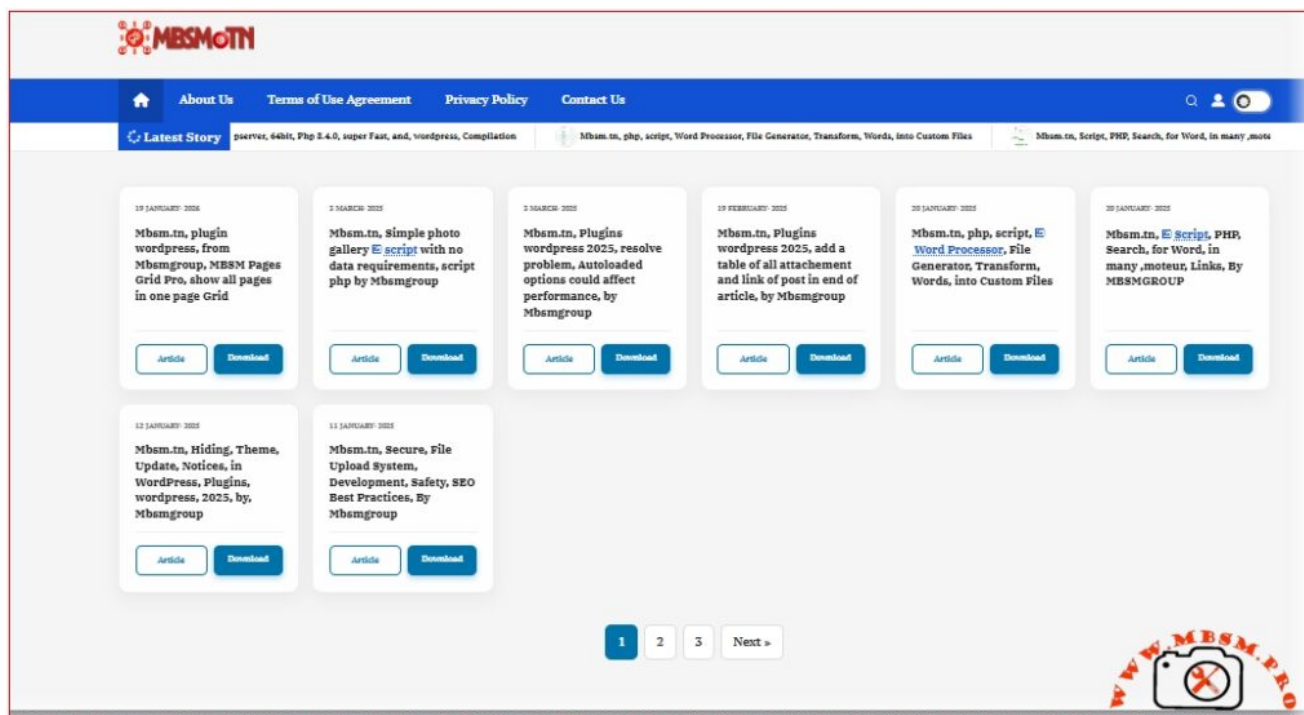 MBSMoTN
About Us Terms of Use Agreement Privacy Policy Contact Us
Latest Story pserver, 64bit, Php 8.4.0, super Fast, and, wordpress, Compilation Mbsm.tn, php, script, Word Processor, File Generator, Transform, Words, into Custom Files Mbsm.tn, Script, PHP, Search, for Word, in many ,mote
19 JANUARY- 2026
Mbsm.tn, plugin
wordpress, from
Mbsmgroup, MBSM Pages
Grid Pro, show all pages
in one page Grid
Article Download
2 MARCH- 2025
Mbsm.tn, Simple photo
gallery script with no
data requirements, script
php by Mbsmgroup
Article Download
2 MARCH- 2025
Mbsm.tn, Plugins
wordpress 2025, resolve
problem, Autoloaded
options could affect
performance, by
Mbsmgroup
Article Download
19 FEBRUARY- 2025
Mbsm.tn, Plugins
wordpress 2025, add a
table of all attachement
and link of post in end of
article, by Mbsmgroup
Article Download
20 JANUARY- 2025
Mbsm.tn, php, script,
Word Processor, File
Generator, Transform,
Words, into Custom Files
Article Download
20 JANUARY- 2025
Mbsm.tn, Script, PHP,
Search, for Word, in
many ,moteur, Links, By
MBSMGROUP
Article Download
12 JANUARY- 2025
Mbsm.tn, Hiding, Theme,
Update, Notices, in
WordPress, Plugins,
wordpress, 2025, by,
Mbsmgroup
Article Download
11 JANUARY- 2025
Mbsm.tn, Secure, File
Upload System,
Development, Safety, SEO
Best Practices, By
Mbsmgroup
Article Download
1 2 3 Next »
WWW.MBSM.PRO